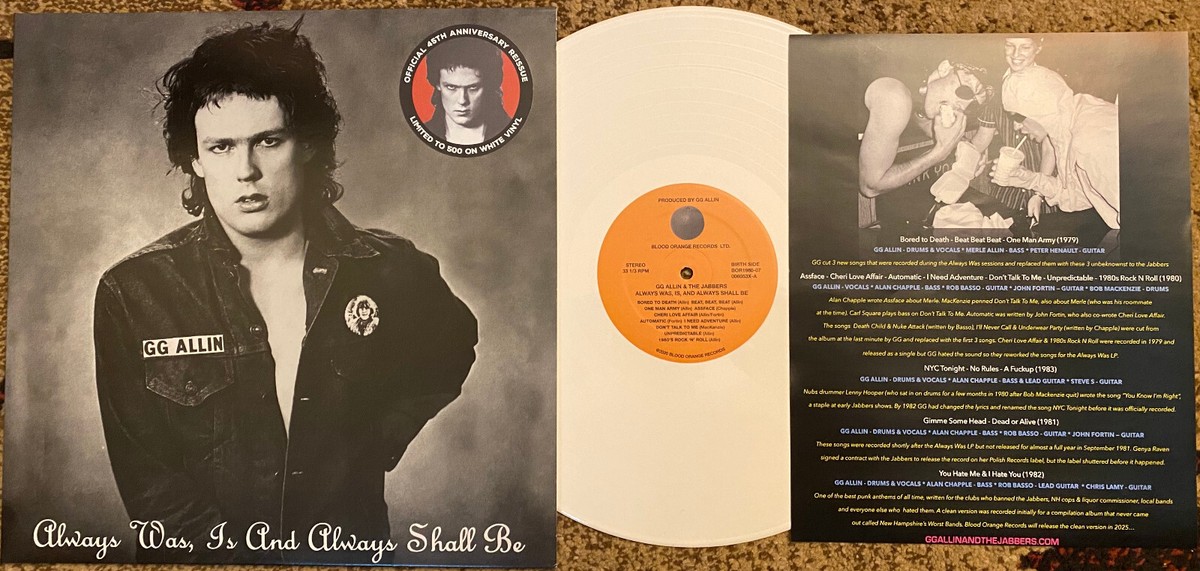 OFFICIAL 45TH ANNIVERSARY REISSUE
LIMITED TO 500 ON WHITE VINYL
GG ALLIN
Always Was, Is And Always Shall Be
PRODUCED BY GG ALLIN
BLOOD ORANGE RECORDS LTD.
STEREO
33 1/3 RPM
BIRTH SIDE
BOR1980-07
GG ALLIN & THE JABBERS
ALWAYS WAS, IS, AND ALWAYS SHALL BE
BORED TO DEATH (Allin) BEAT, BEAT, BEAT (Allin)
ONE MAN ARMY (Allin) ASSFACE (Chapple)
CHERI LOVE AFFAIR (Allin/Fortin)
AUTOMATIC (Fortin) I NEED ADVENTURE (Allin)
DON'T TALK TO ME (MacKenzie)
UNPREDICTABLE (Allin)
1980'S ROCK 'N' ROLL (Allin)
BLOOD ORANGE RECORDS
Bored to Death - Beat Beat Beat - One Man Army (1979)
GG ALLIN - DRUMS & VOCALS * MERLE ALLIN - BASS * PETER HENAULT - GUITAR
GG cut 3 new songs that were recorded during the Always Was sessions and replaced them with these 3 unbeknownst to the Jabbers
Assface - Cheri Love Affair - Automatic - I Need Adventure - Don't Talk To Me - Unpredictable - 1980s Rock N Roll (1980)
GG ALLIN - VOCALS * ALAN CHAPPLE - BASS * ROB BASSO - GUITAR * JOHN FORTIN – GUITAR * BOB MACKENZIE - DRUMS
Alan Chapple wrote Assface about Merle. MacKenzie penned Don't Talk To Me, also about Merle (who was his roommate
at the time). Carl Square plays bass on Don't Talk To Me. Automatic was written by John Fortin, who also co-wrote Cheri Love Affair.
The songs Death Child & Nuke Attack (written by Basso), I'll Never Call & Underwear Party (written by Chapple) were cut from
the album at the last minute by GG and replaced with the first 3 songs. Cheri Love Affair & 1980s Rock N Roll were recorded in 1979 and
released as a single but GG hated the sound so they reworked the songs for the Always Was LP.
NYC Tonight - No Rules - A Fuckup (1983)
GG ALLIN - DRUMS & VOCALS * ALAN CHAPPLE - BASS & LEAD GUITAR * STEVE S - GUITAR
Nubs drummer Lenny Hooper (who sat in on drums for a few months in 1980 after Bob Mackenzie quit) wrote the song "You Know I'm Right",
a staple at early Jabbers shows. By 1982 GG had changed the lyrics and renamed the song NYC Tonight before it was officially recorded.
Gimme Some Head - Dead or Alive (1981)
GG ALLIN - DRUMS & VOCALS * ALAN CHAPPLE - BASS * ROB BASSO - GUITAR * JOHN FORTIN – GUITAR
These songs were recorded shortly after the Always Was LP but not released for almost a full year in September 1981. Genya Raven
signed a contract with the Jabbers to release the record on her Polish Records label, but the label shuttered before it happened.
You Hate Me & I Hate You (1982)
GG ALLIN - DRUMS & VOCALS * ALAN CHAPPLE - BASS * ROB BASSO - LEAD GUITAR * CHRIS LAMY - GUITAR
One of the best punk anthems of all time, written for the clubs who banned the Jabbers, NH cops & liquor commissioner, local bands
and everyone else who hated them. A clean version was recorded initially for a compilation album that never came
out called New Hampshire's Worst Bands. Blood Orange Records will release the clean version in 2025...
GGALLINANDTHEJABBERS.COM